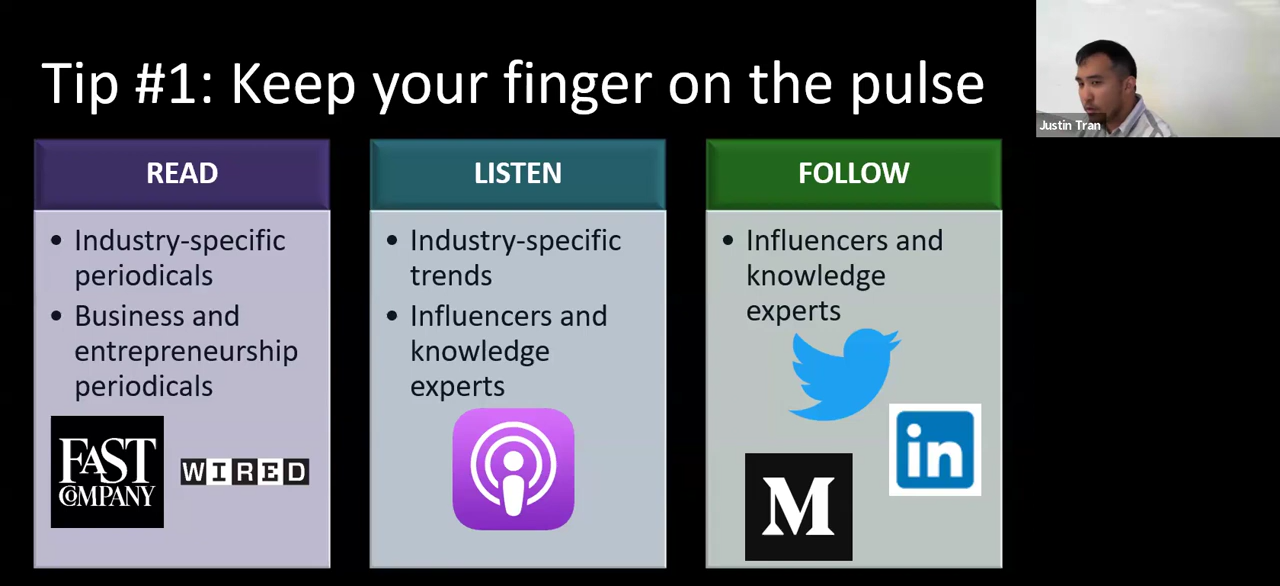 Tip #1: Keep your finger on the pulse
Justin Tran
READ
• Industry-specific
periodicals
• Business and
entrepreneurship
periodicals
FAST
COMPANY
WIRED
LISTEN
• Industry-specific
trends
• Influencers and
knowledge
experts
FOLLOW
• Influencers and
knowledge
experts
in
M